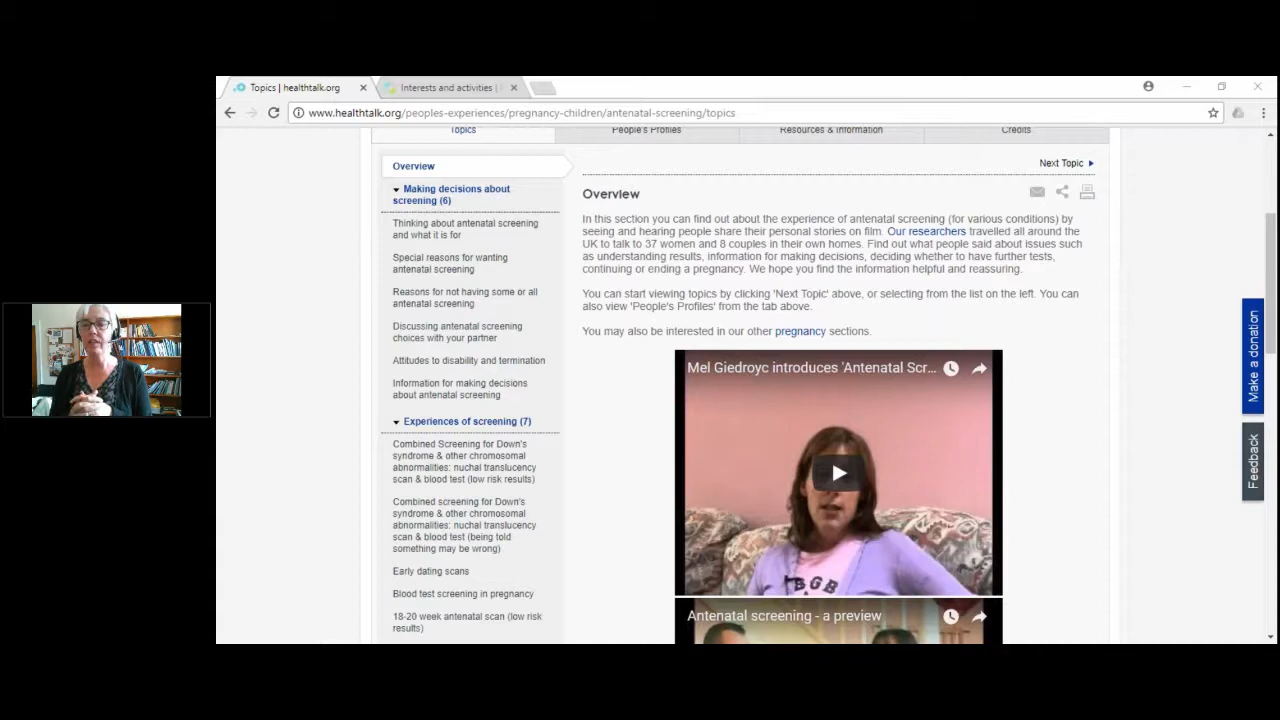 Topics | healthtalk.org
Interests and activities |
www.healthtalk.org/peoples-experiences/pregnancy-children/antenatal-screening/topics
Topics
People's Profiles
Resources & Information
Credits
Overview
Making decisions about
screening (6)
Thinking about antenatal screening
and what it is for
Special reasons for wanting
antenatal screening
Reasons for not having some or all
antenatal screening
Discussing antenatal screening
choices with your partner
Attitudes to disability and termination
Information for making decisions
about antenatal screening
Experiences of screening (7)
Combined Screening for Down's
syndrome & other chromosomal
abnormalities: nuchal translucency
scan & blood test (low risk results)
Combined screening for Down's
syndrome & other chromosomal
abnormalities: nuchal translucency
scan & blood test (being told
something may be wrong)
Early dating scans
Blood test screening in pregnancy
18-20 week antenatal scan (low risk
results)
Next Topic
Overview
In this section you can find out about the experience of antenatal screening (for various conditions) by
seeing and hearing people share their personal stories on film. Our researchers travelled all around the
UK to talk to 37 women and 8 couples in their own homes. Find out what people said about issues such
as understanding results, information for making decisions, deciding whether to have further tests,
continuing or ending a pregnancy. We hope you find the information helpful and reassuring.
You can start viewing topics by clicking 'Next Topic' above, or selecting from the list on the left. You can
also view 'People's Profiles' from the tab above.
You may also be interested in our other pregnancy sections.
Mel Giedroyc introduces 'Antenatal Scr...
BGB
Antenatal screening - a preview
Make a donation
Feedback